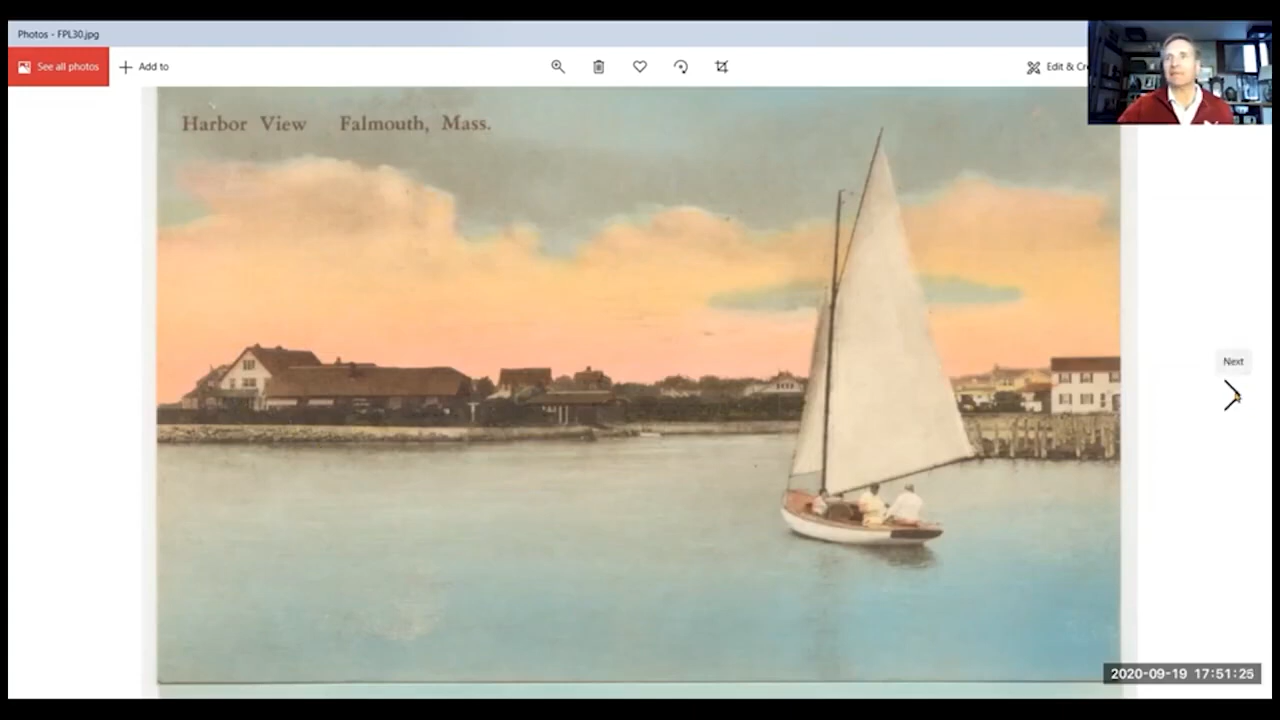 Photos - FPL30.jpg
See all photos
Add to
Edit & Cr
Harbor View Falmouth, Mass.
Next
2020-09-19 17:51:25